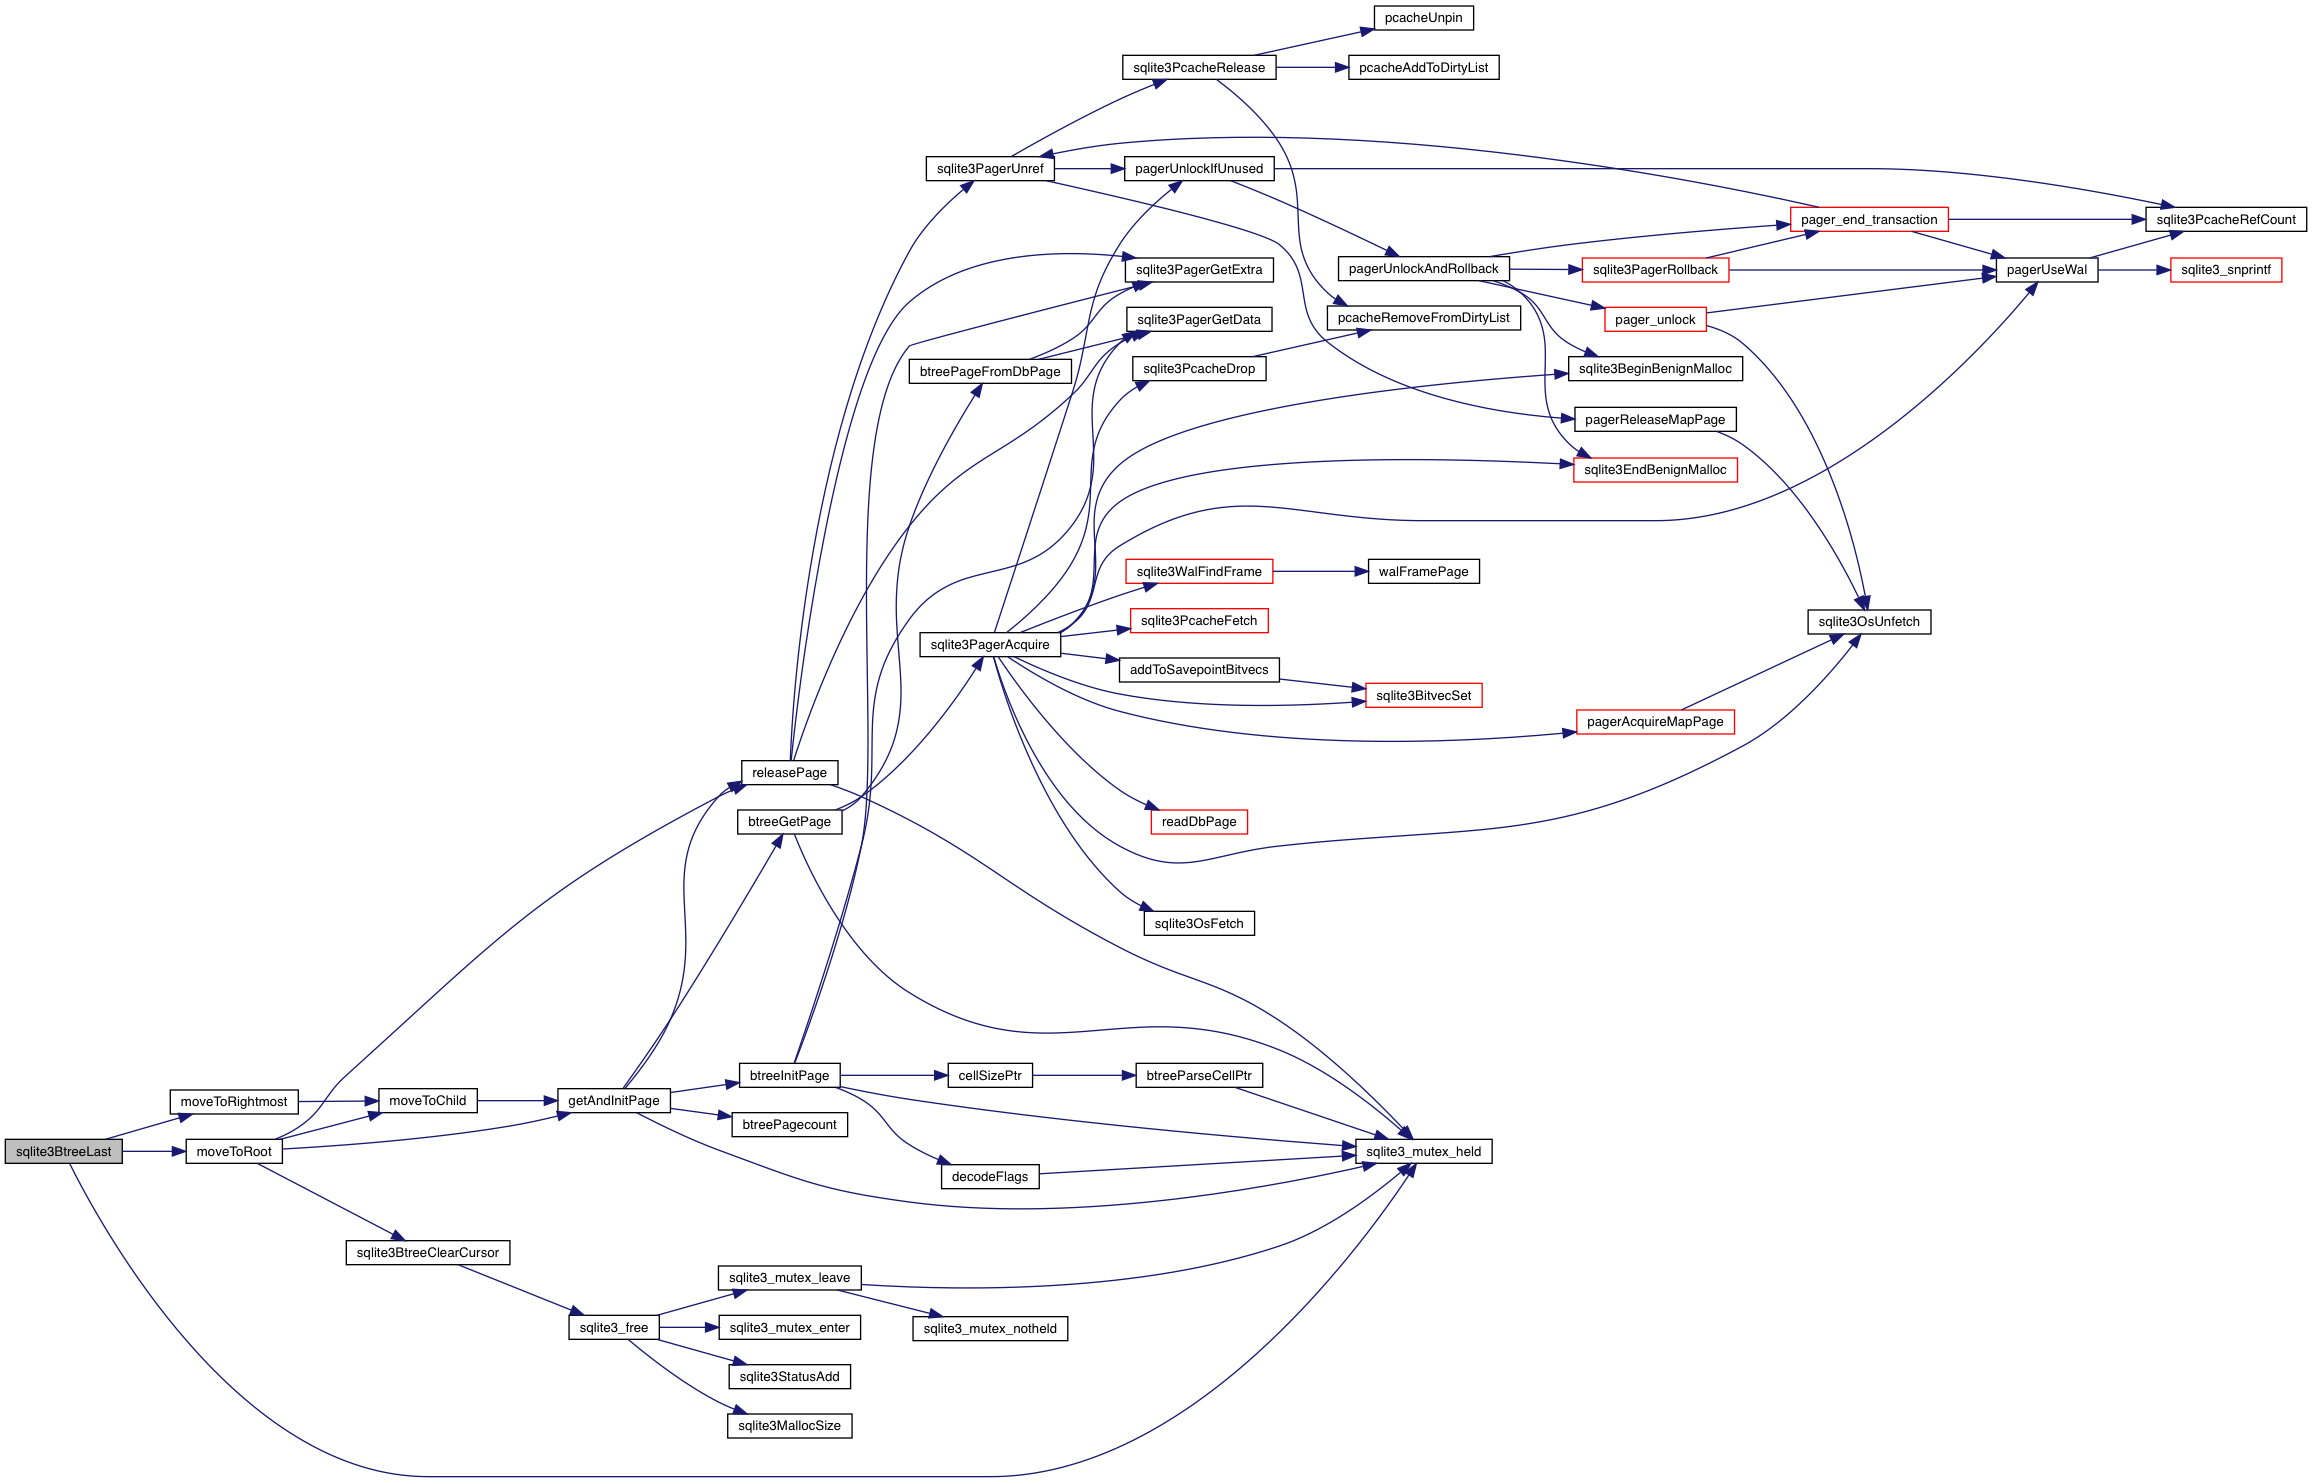 pcacheUnpin
sqlite3PcacheRelease
pcacheAddToDirtyList
sqlite3PagerUnref
pagerUnlockIfUnused
pager_end_transaction
sqlite3PcacheRefCount
sqlite3PagerGetExtra
pagerUnlockAndRollback
sqlite3PagerRollback
pagerUseWal
sqlite3_snprintf
sqlite3PagerGetData
pcacheRemoveFromDirtyList
pager_unlock
btreePageFromDbPage
sqlite3PcacheDrop
sqlite3BeginBenignMalloc
pagerReleaseMapPage
sqlite3EndBenignMalloc
sqlite3WalFindFrame
walFramePage
sqlite3PcacheFetch
sqlite3OsUnfetch
sqlite3PagerAcquire
addToSavepointBitvecs
sqlite3BitvecSet
pagerAcquireMapPage
releasePage
btreeGetPage
readDbPage
sqlite3OsFetch
btreeInitPage
cellSizePtr
btreeParseCellPtr
moveToRightmost
moveToChild
getAndInitPage
btreePagecount
sqlite3BtreeLast
moveToRoot
sqlite3_mutex_held
decodeFlags
sqlite3BtreeClearCursor
sqlite3_mutex_leave
sqlite3_free
sqlite3_mutex_enter
sqlite3_mutex_notheld
sqlite3StatusAdd
sqlite3MallocSize